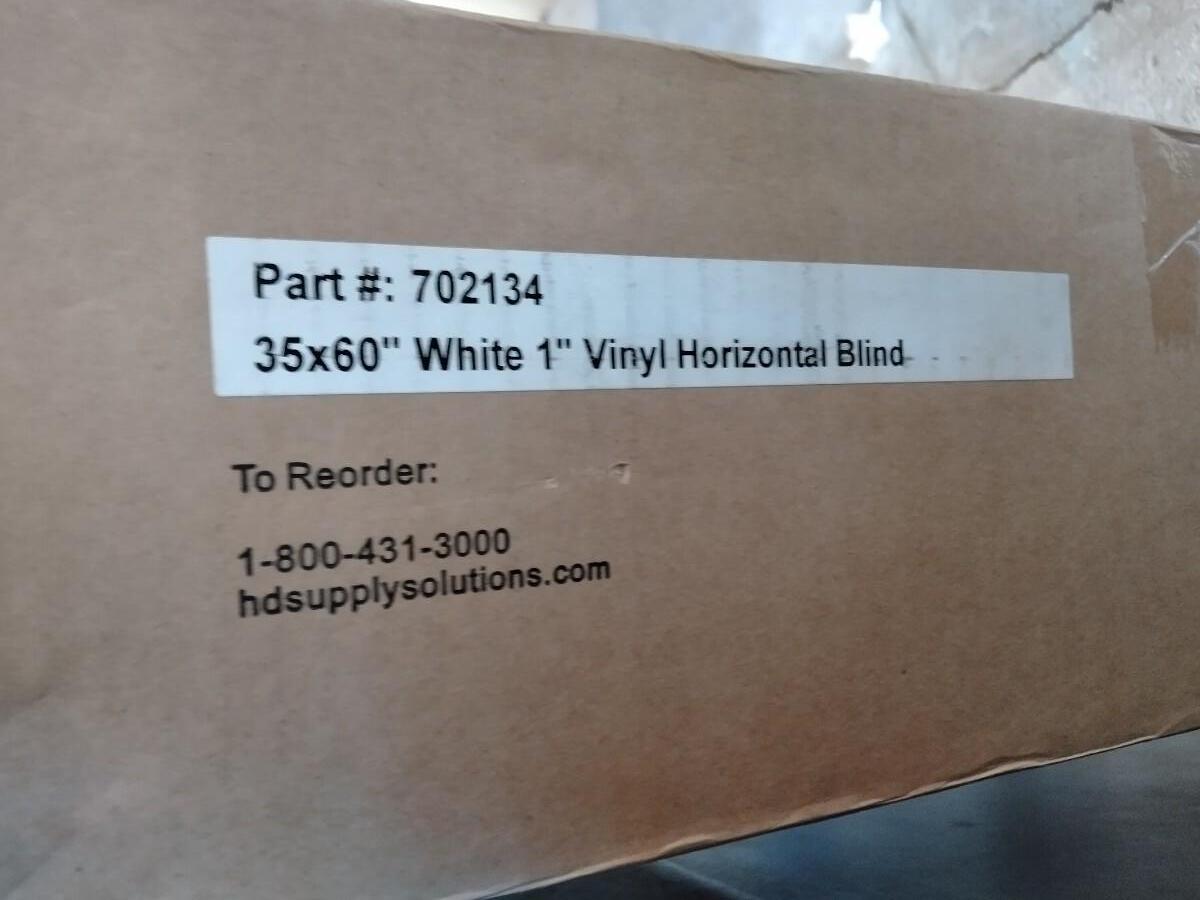 Part #: 702134
35x60" White 1" Vinyl Horizontal Blind
To Reorder:
1-800-431-3000
hdsupplysolutions.com